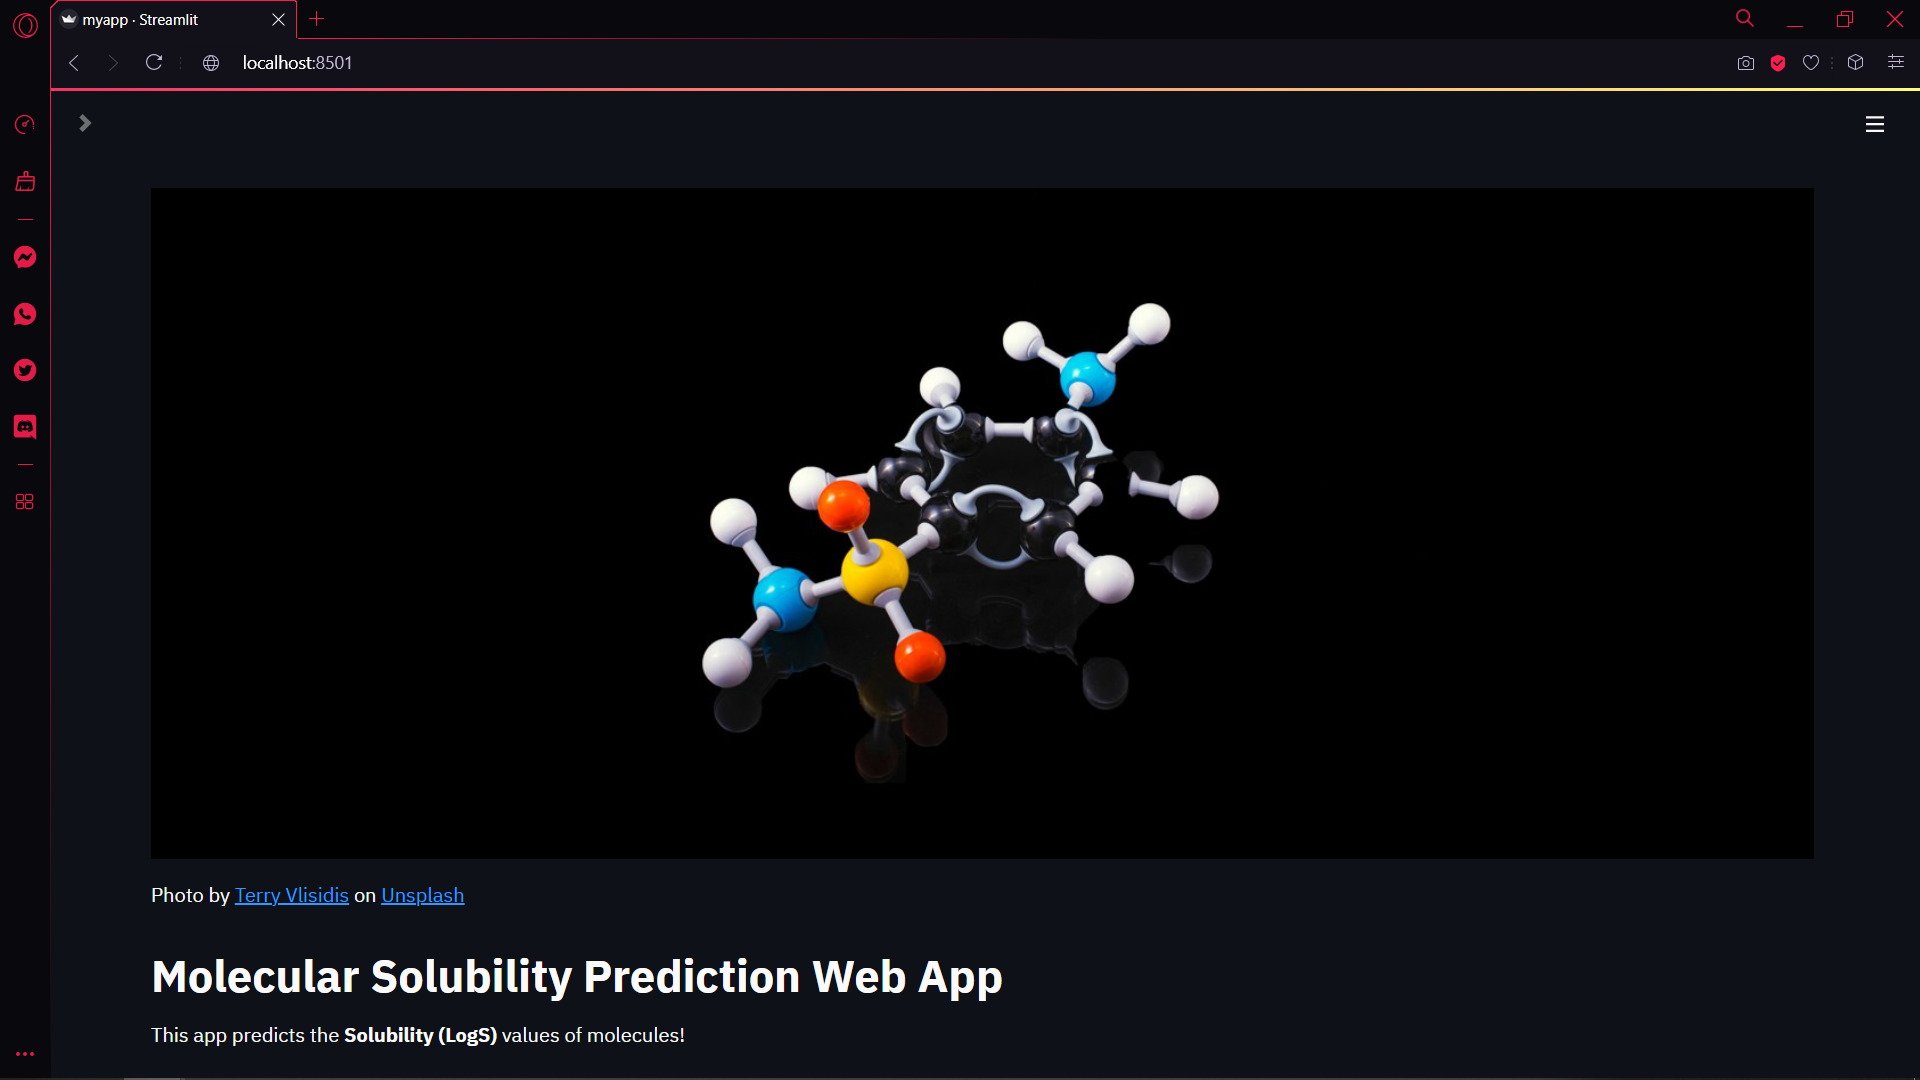 myapp · Streamlit
localhost:8501
Photo by Terry Vlisidis on Unsplash
Molecular Solubility Prediction Web App
This app predicts the Solubility (LogS) values of molecules!